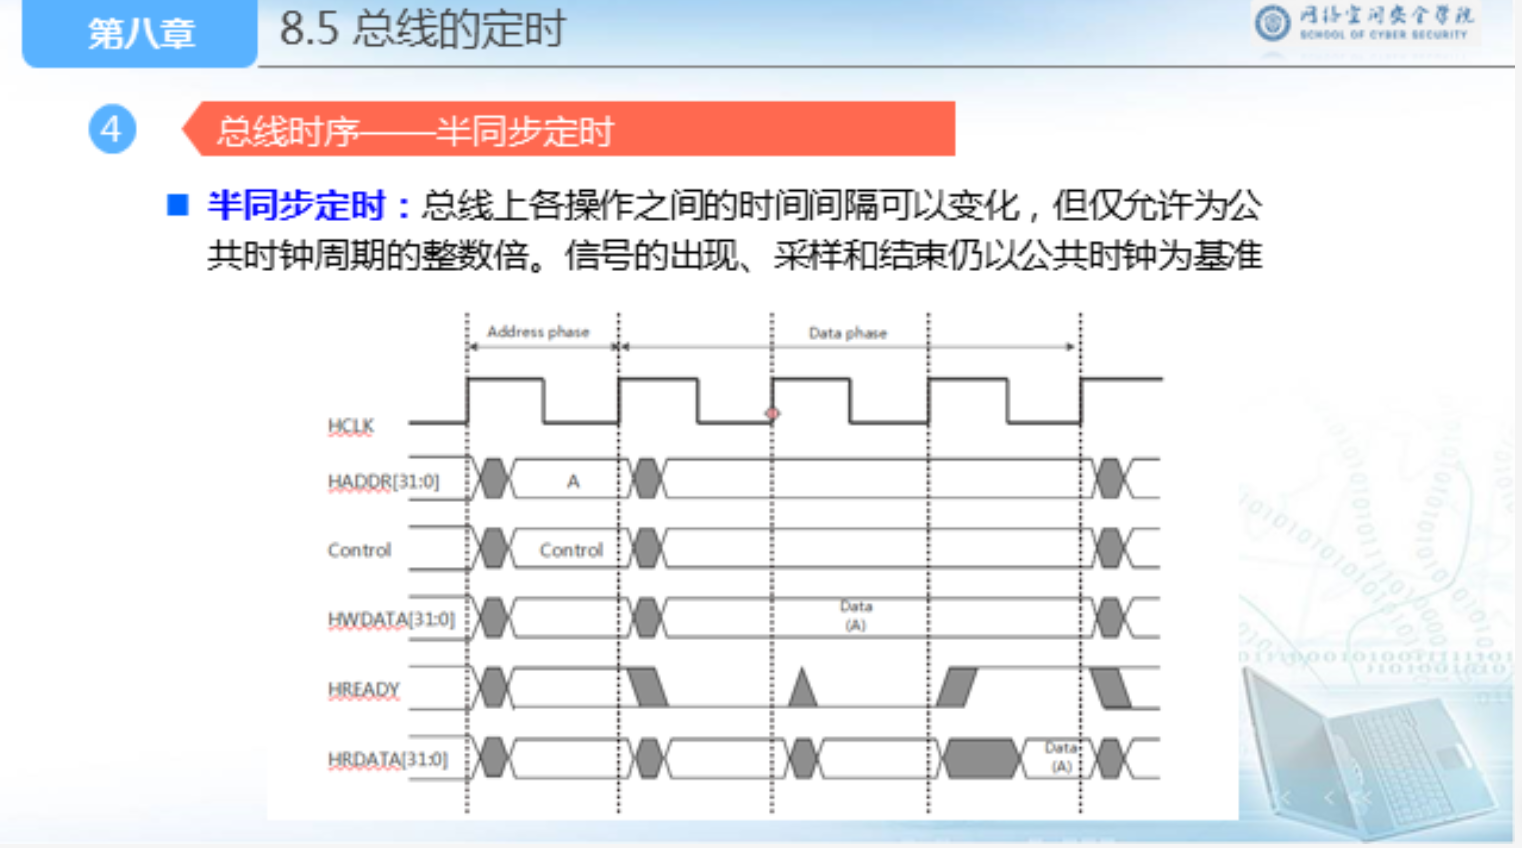 第八章
8.5 总线的定时
网络空间安全学院
SCHOOL OF CYBER SECURITY
4
总线时序——半同步定时
半同步定时：总线上各操作之间的时间间隔可以变化，但仅允许为公
共时钟周期的整数倍。信号的出现、采样和结束仍以公共时钟为基准
Address phase
Data phase
HCLK
HADDR[31:0]
A
Control
Control
HWDATA[31:0]
Data
(A)
HREADY
HRDATA[31:0]
Data
(A)